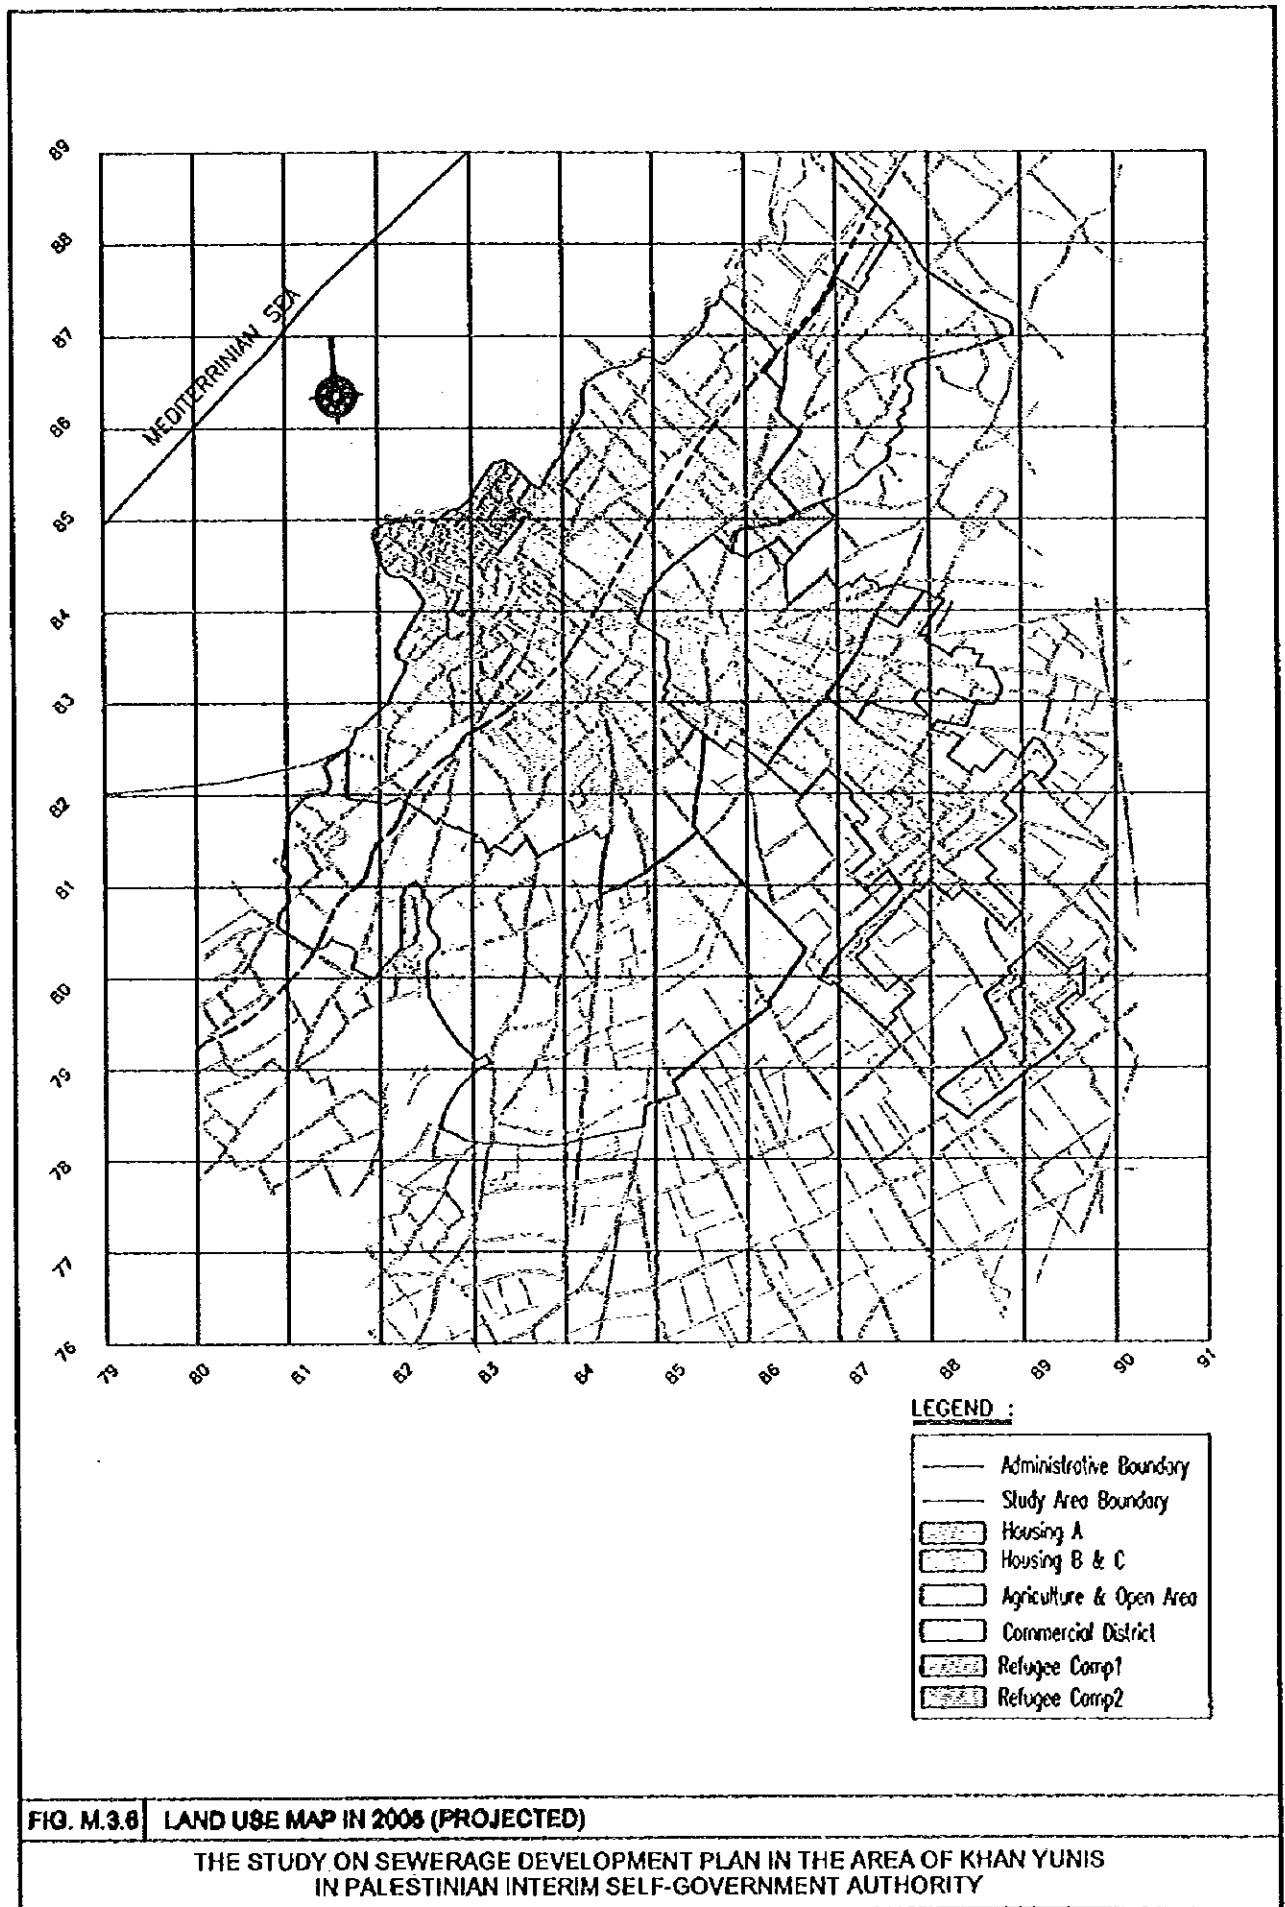 89
88
87
86
85
84
83
82
81
80
79
78
77
76
MEDITERRINIAN SEA
79
80
81
82
83
84
85
86
87
88
89
90
91
LEGEND :
Administrative Boundary
Study Area Boundary
Housing A
Housing B & C
Agriculture & Open Area
Commercial District
Refugee Camp1
Refugee Camp2
FIG. M.3.6 LAND USE MAP IN 2005 (PROJECTED)
THE STUDY ON SEWERAGE DEVELOPMENT PLAN IN THE AREA OF KHAN YUNIS
IN PALESTINIAN INTERIM SELF-GOVERNMENT AUTHORITY